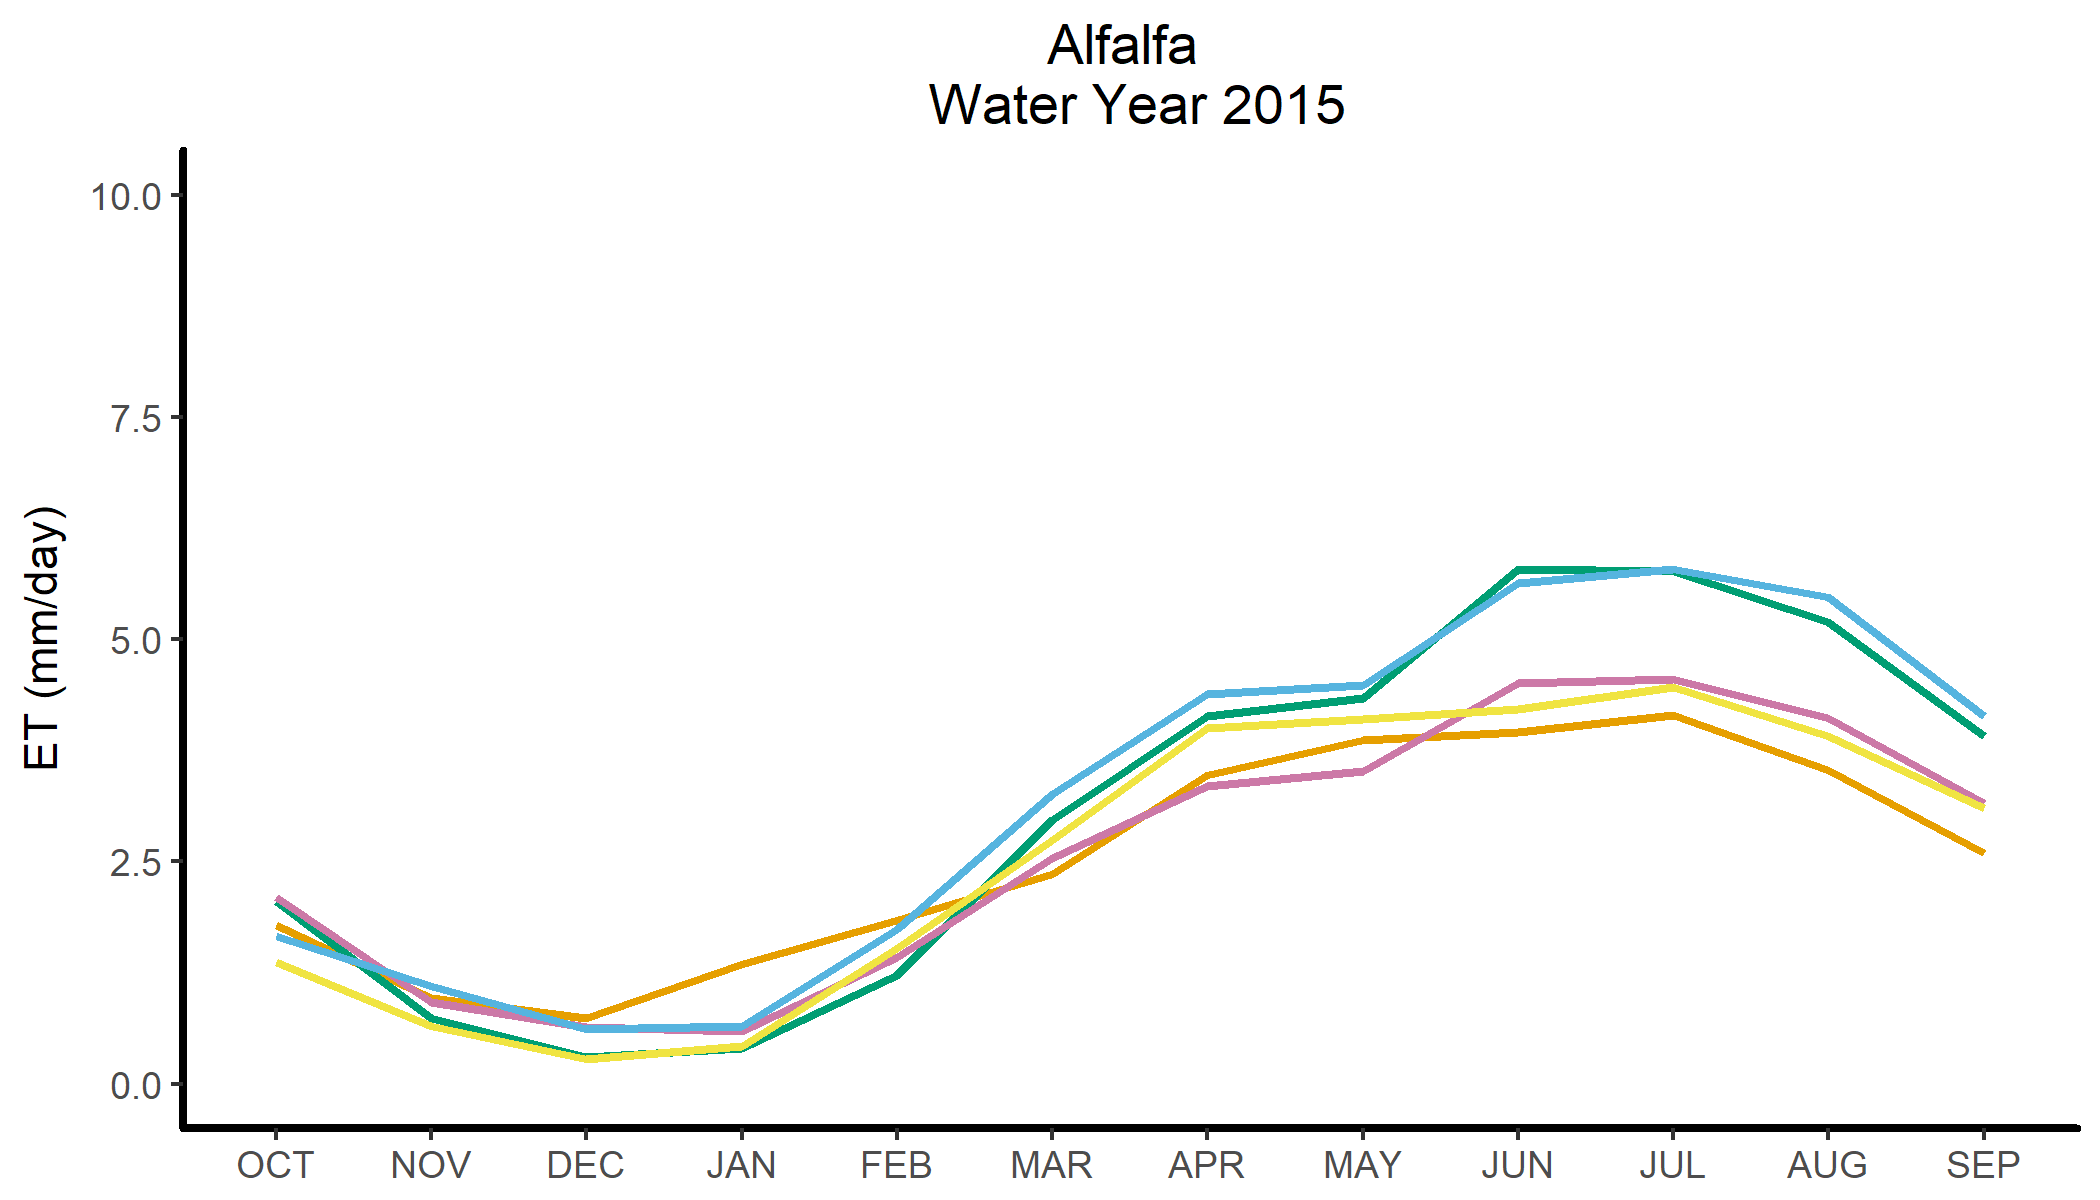 Alfalfa
Water Year 2015
ET (mm/day)
10.0
7.5
5.0
2.5
0.0
OCT NOV DEC JAN FEB MAR APR MAY JUN JUL AUG SEP